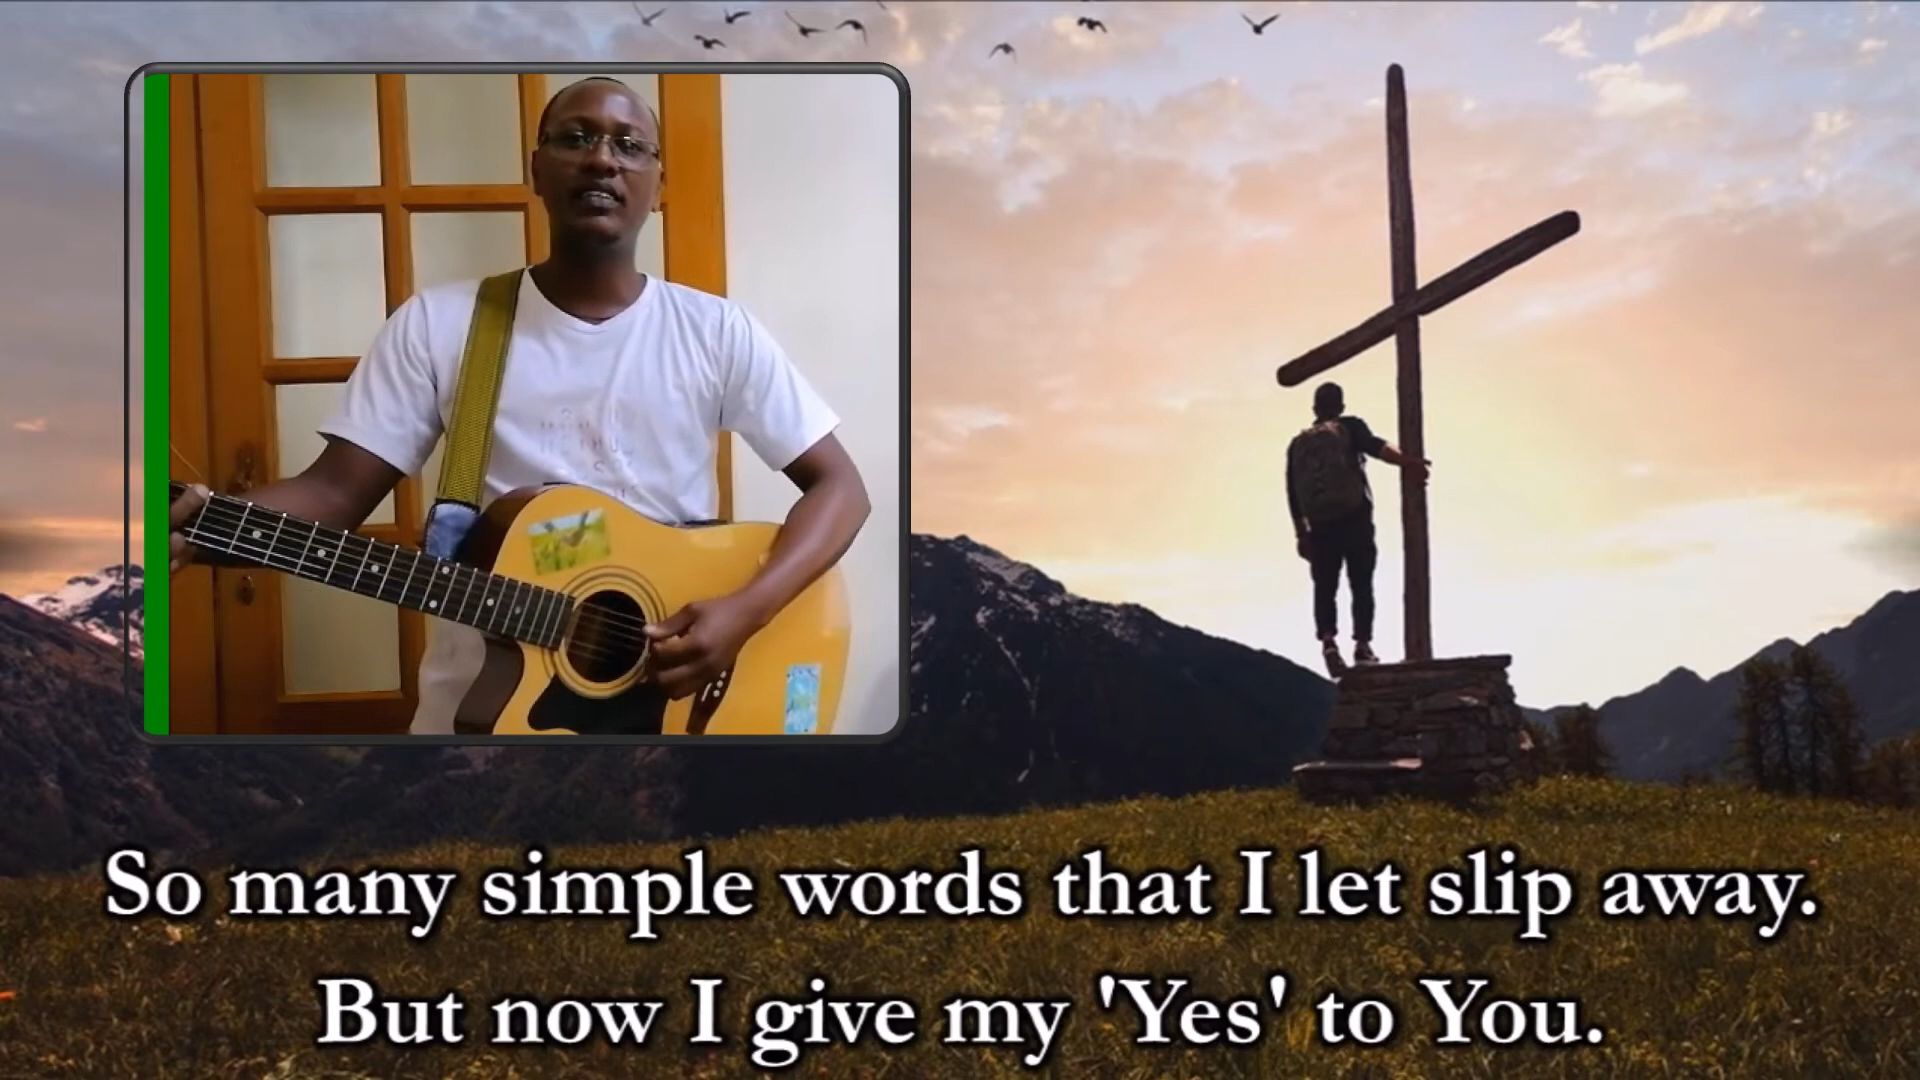 So many simple words that I let slip away.
But now I give my 'Yes' to You.